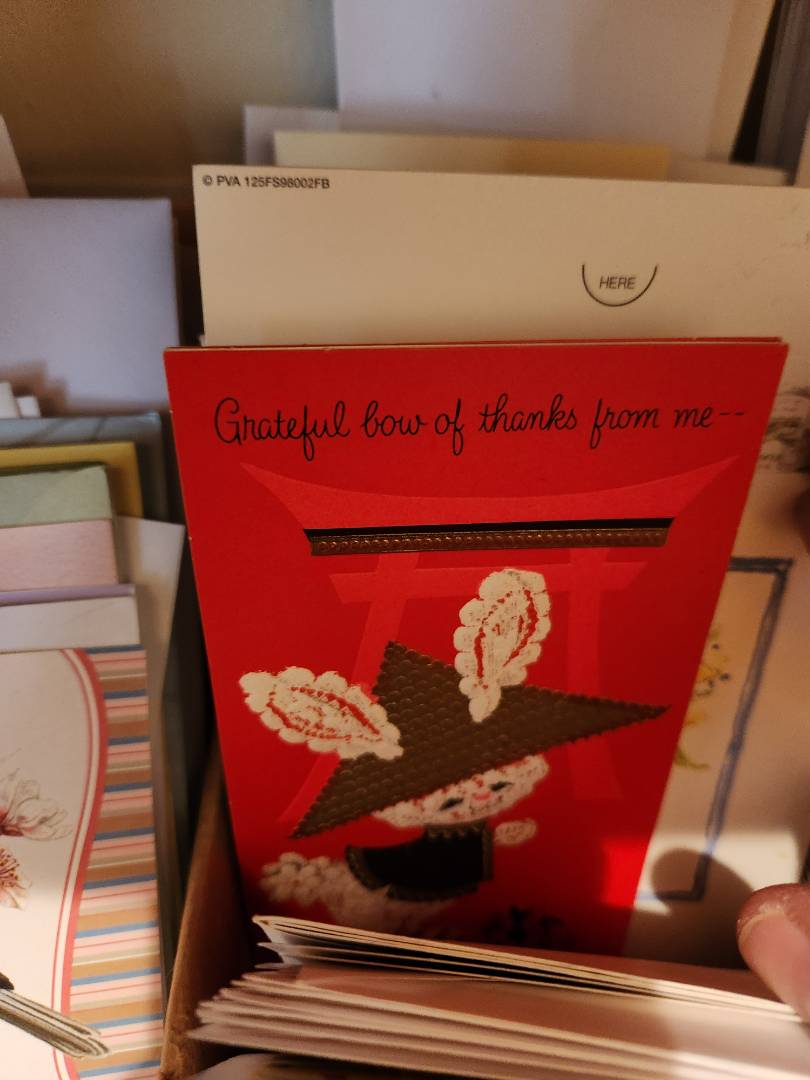 © PVA 125FS98002FB
HERE
Grateful bow of thanks from me--